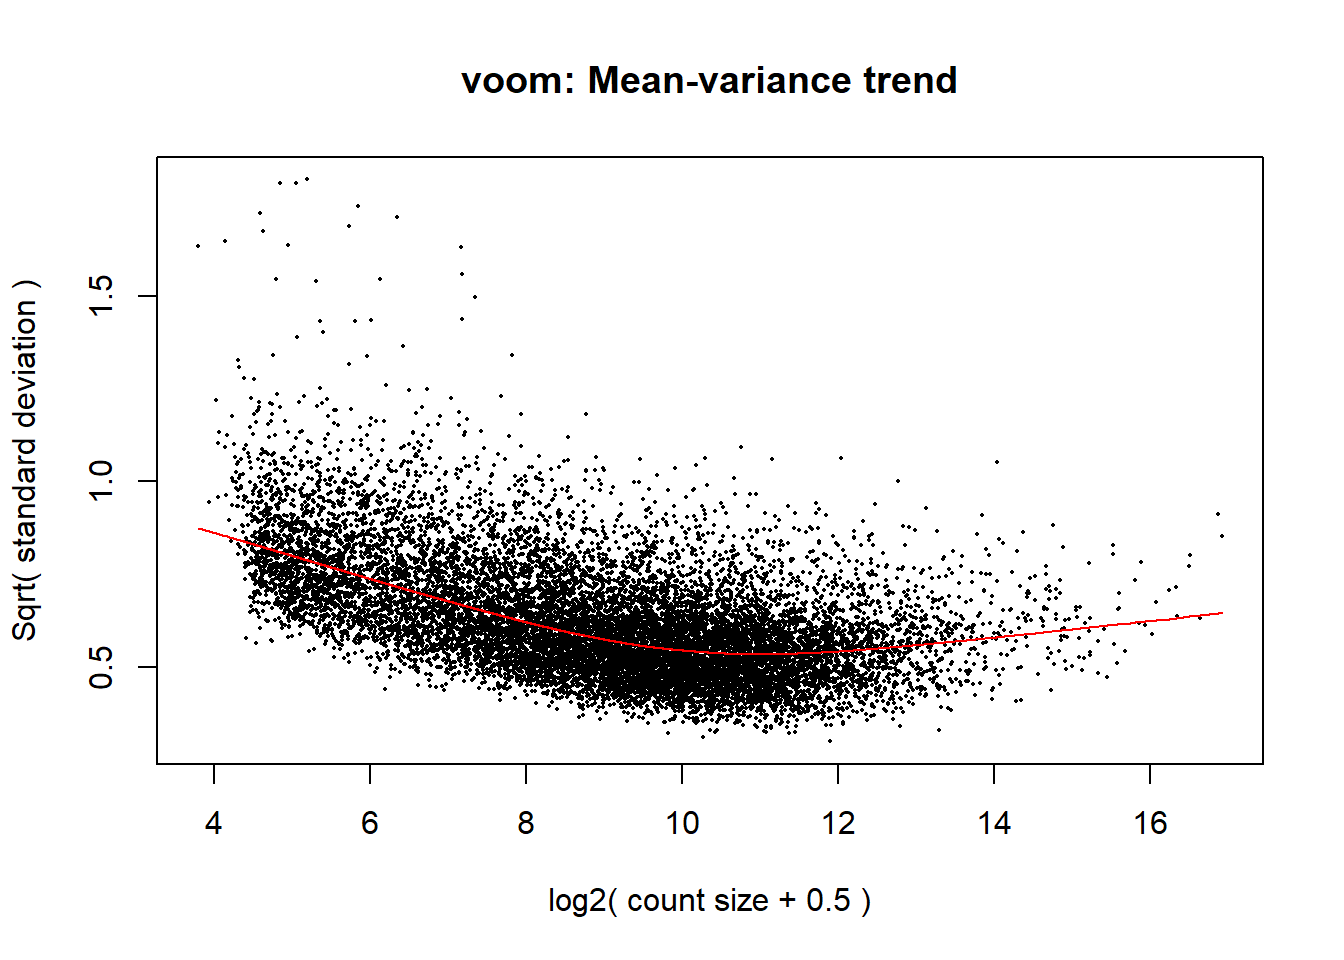 voom: Mean-variance trend
Sqrt( standard deviation )
1.5
1.0
0.5
4 6 8 10 12 14 16
log2( count size + 0.5 )